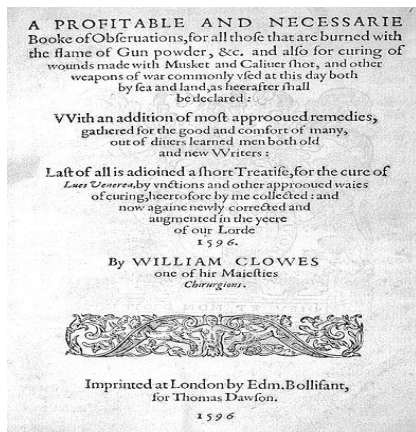 A PROFITABLE AND NECESSARIE
Booke of Obſeruations, for all thoſe that are burned with
the flame of Gun powder, &c. and alſo for curing of
wounds made with Musket and Caliuer ſhot, and other
weapons of war commonly vſed at this day both
by ſea and land, as heerafter ſhall
be declared :
VVith an addition of moſt approoued remedies,
gathered for the good and comfort of many,
out of diuers learned men both old
and new Writers :
Laſt of all is adioined a ſhort Treatiſe, for the cure of
Lues Venerea, by vnctions and other approoued waies
of curing, heertofore by me collected : and
now againe newly corrected and
augmented in the yeere
of our Lorde
1596.
By WILLIAM CLOWES
one of hir Maieſties
Chirurgions.
Imprinted at London by Edm. Bollifant,
for Thomas Dawſon.
1596